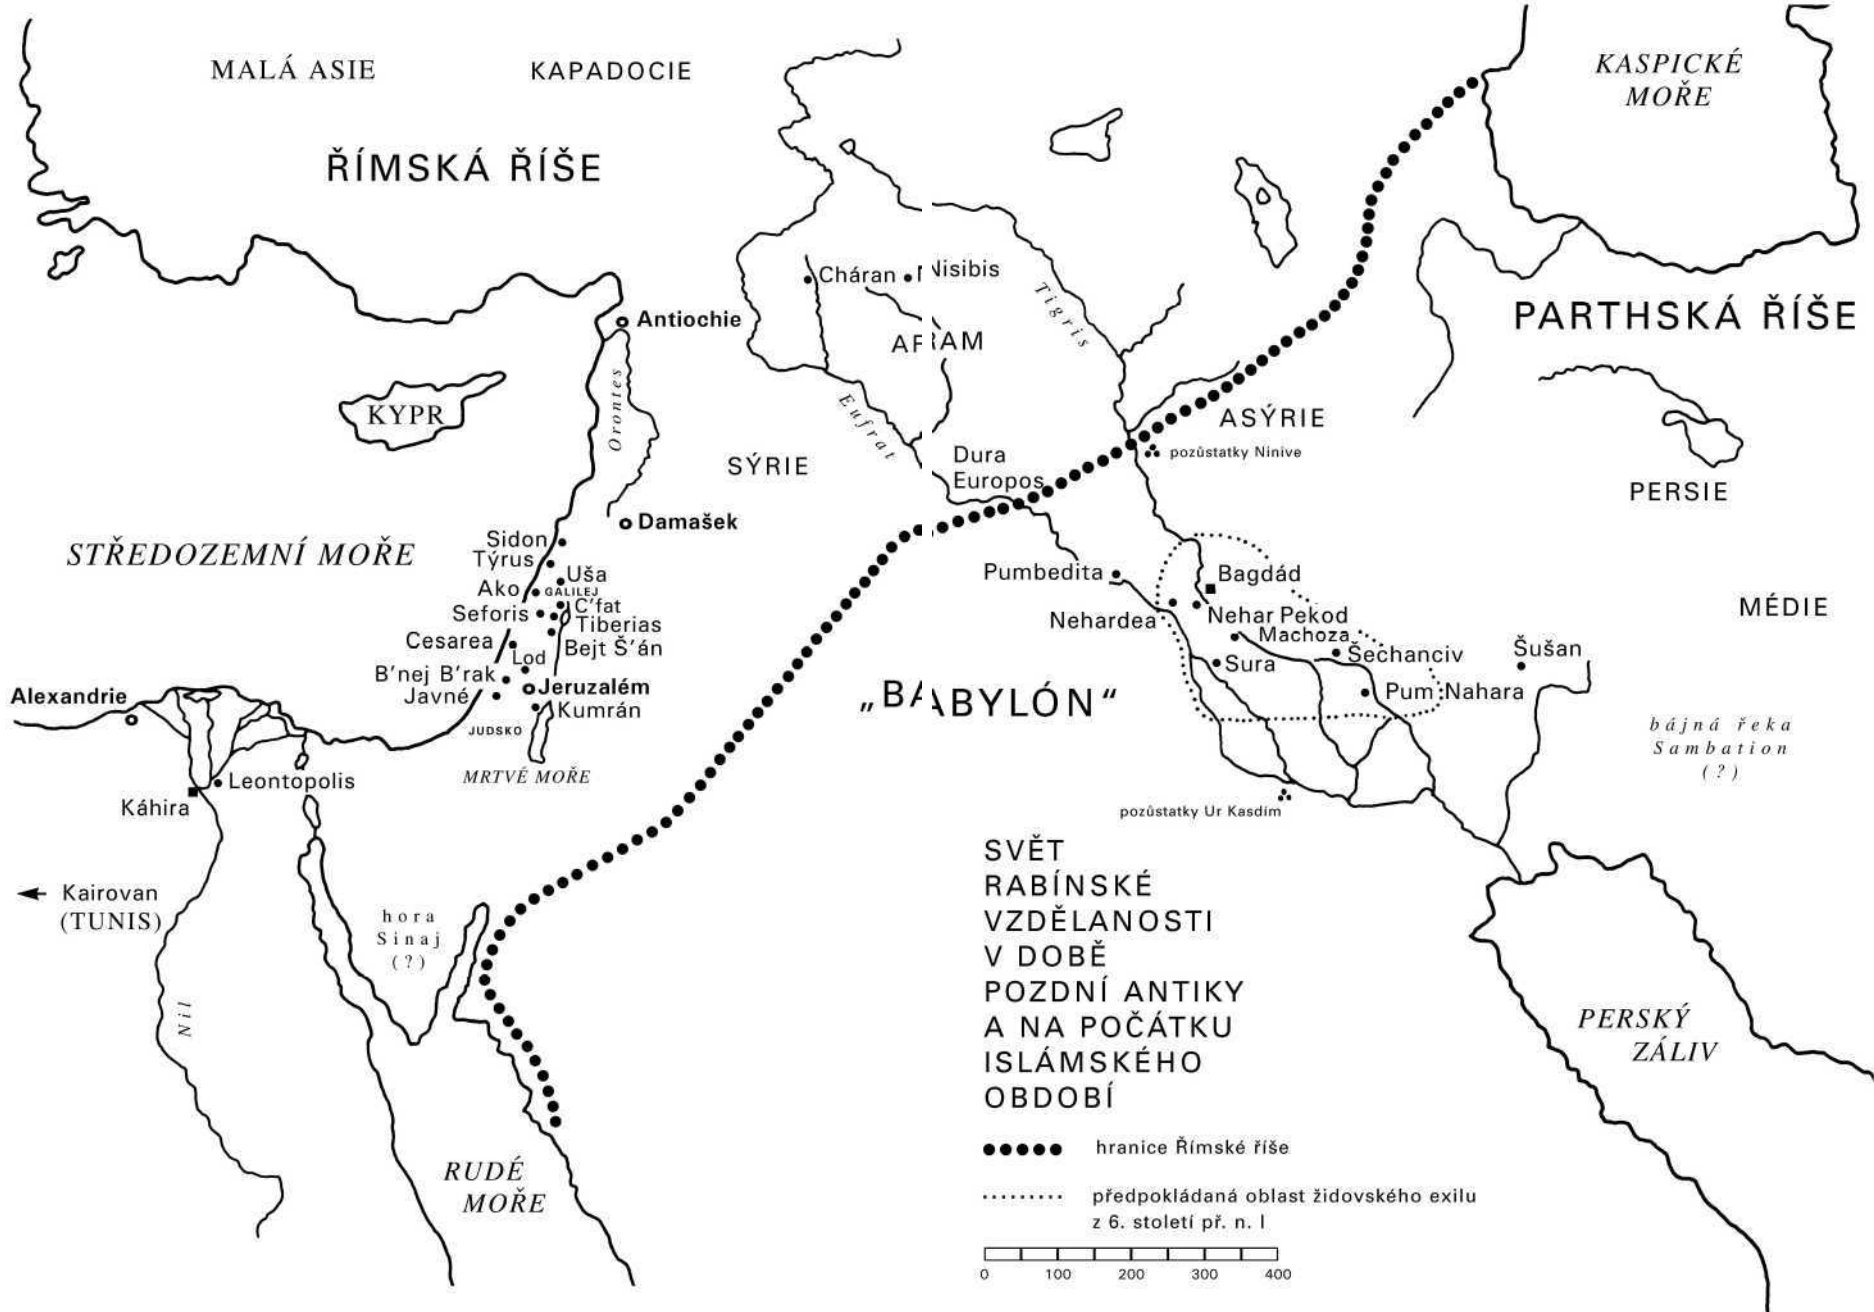 MALÁ ASIE
KAPADOCIE
KASPICKÉ
MOŘE
ŘÍMSKÁ ŘÍŠE
Cháran
Nisibis
Tigris
Antiochie
PARTHSKÁ ŘÍŠE
ARAM
KYPR
Orontes
Eufrat
ASÝRIE
pozůstatky Ninive
SÝRIE
Dura
Europos
PERSIE
Damašek
STŘEDOZEMNÍ MOŘE
Sidon
Týrus
Uša
Ako
GALILEJ
C'fat
Seforis
Tiberias
Cesarea
Bejt Š'án
Lod
B'nej B'rak
Javné
Jeruzalém
Kumrán
JUDSKO
MRTVÉ MOŘE
Pumbedita
Bagdád
Nehardea
Nehar Pekod
Machoza
MÉDIE
Šechanciv
Šušan
Sura
Pum Nahara
Alexandrie
„BABYLÓN“
bájná řeka
Sambation
(?)
Leontopolis
Káhira
pozůstatky Ur Kasdím
Kairovan
(TUNIS)
hora
Sinaj
(?)
Nil
SVĚT
RABÍNSKÉ
VZDĚLANOSTI
V DOBĚ
POZDNÍ ANTIKY
A NA POČÁTKU
ISLÁMSKÉHO
OBDOBÍ
PERSKÝ
ZÁLIV
RUDÉ
MOŘE
hranice Římské říše
předpokládaná oblast židovského exilu
z 6. století př. n. l
0 100 200 300 400